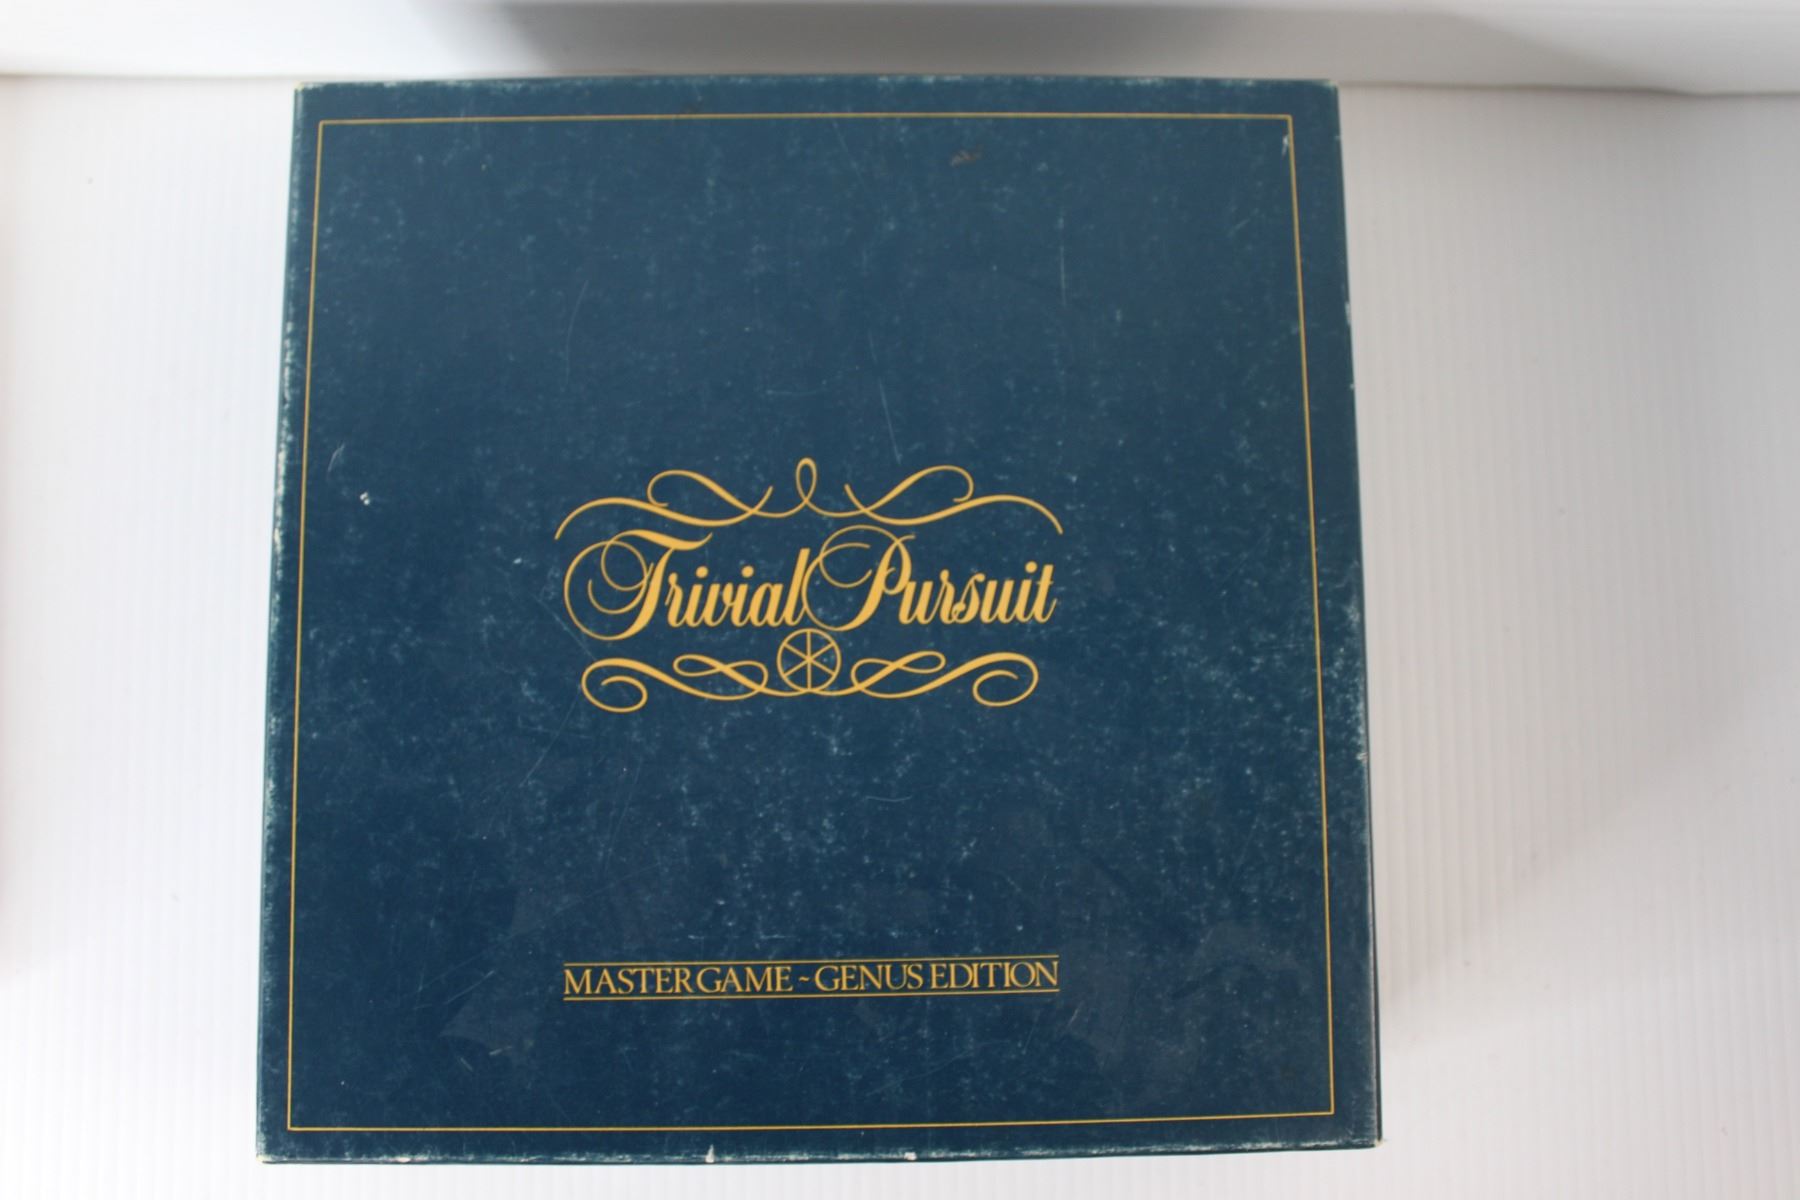 Trivial Pursuit
MASTER GAME ~ GENUS EDITION